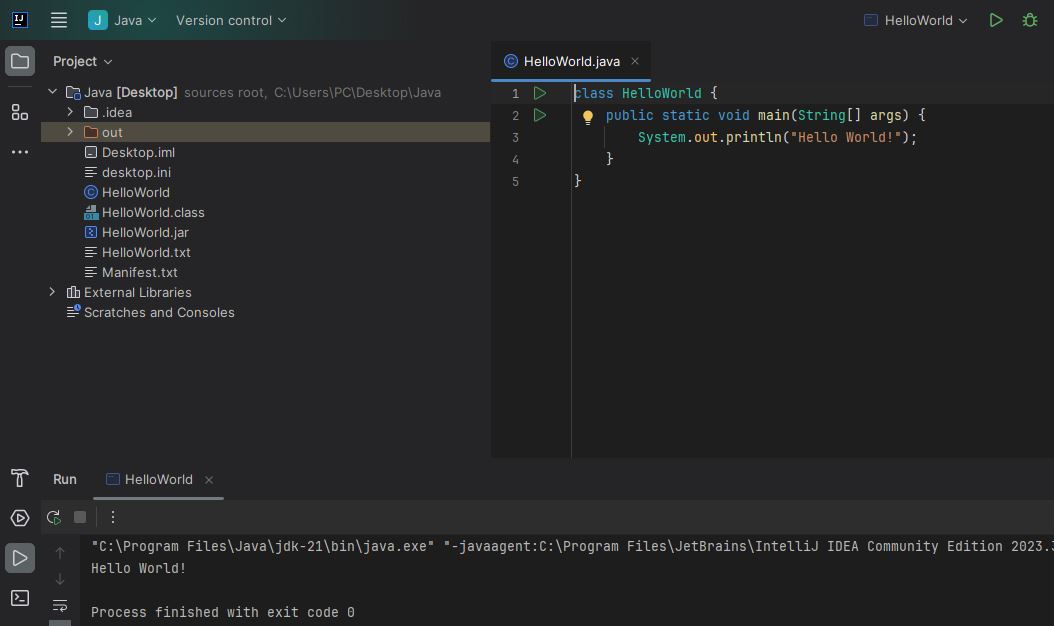 IJ
J Java Version control HelloWorld
Project
HelloWorld.java
Java [Desktop] sources root, C:\Users\PC\Desktop\Java
.idea
out
Desktop.iml
desktop.ini
HelloWorld
HelloWorld.class
HelloWorld.jar
HelloWorld.txt
Manifest.txt
External Libraries
Scratches and Consoles
1 class HelloWorld {
2 public static void main(String[] args) {
3 System.out.println("Hello World!");
4 }
5 }
Run HelloWorld
"C:\Program Files\Java\jdk-21\bin\java.exe" "-javaagent:C:\Program Files\JetBrains\IntelliJ IDEA Community Edition 2023.
Hello World!
Process finished with exit code 0